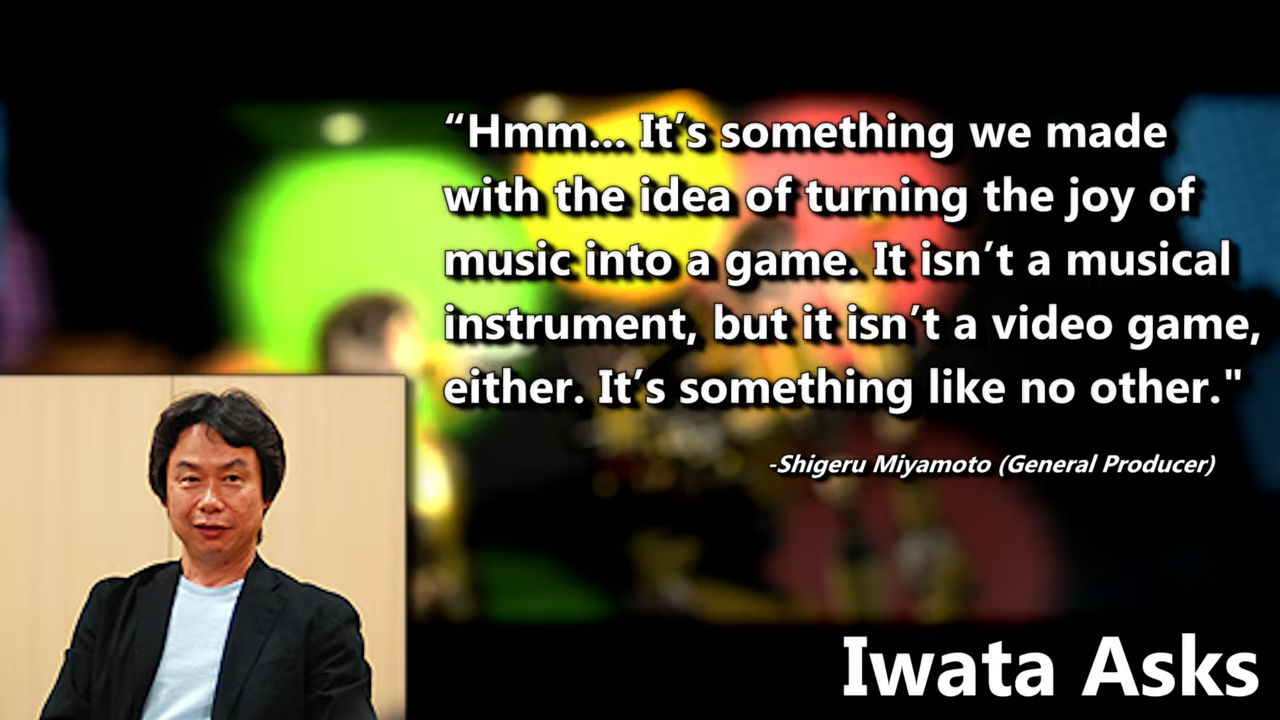 “Hmm... It’s something we made
with the idea of turning the joy of
music into a game. It isn’t a musical
instrument, but it isn’t a video game,
either. It’s something like no other."
-Shigeru Miyamoto (General Producer)
Iwata Asks